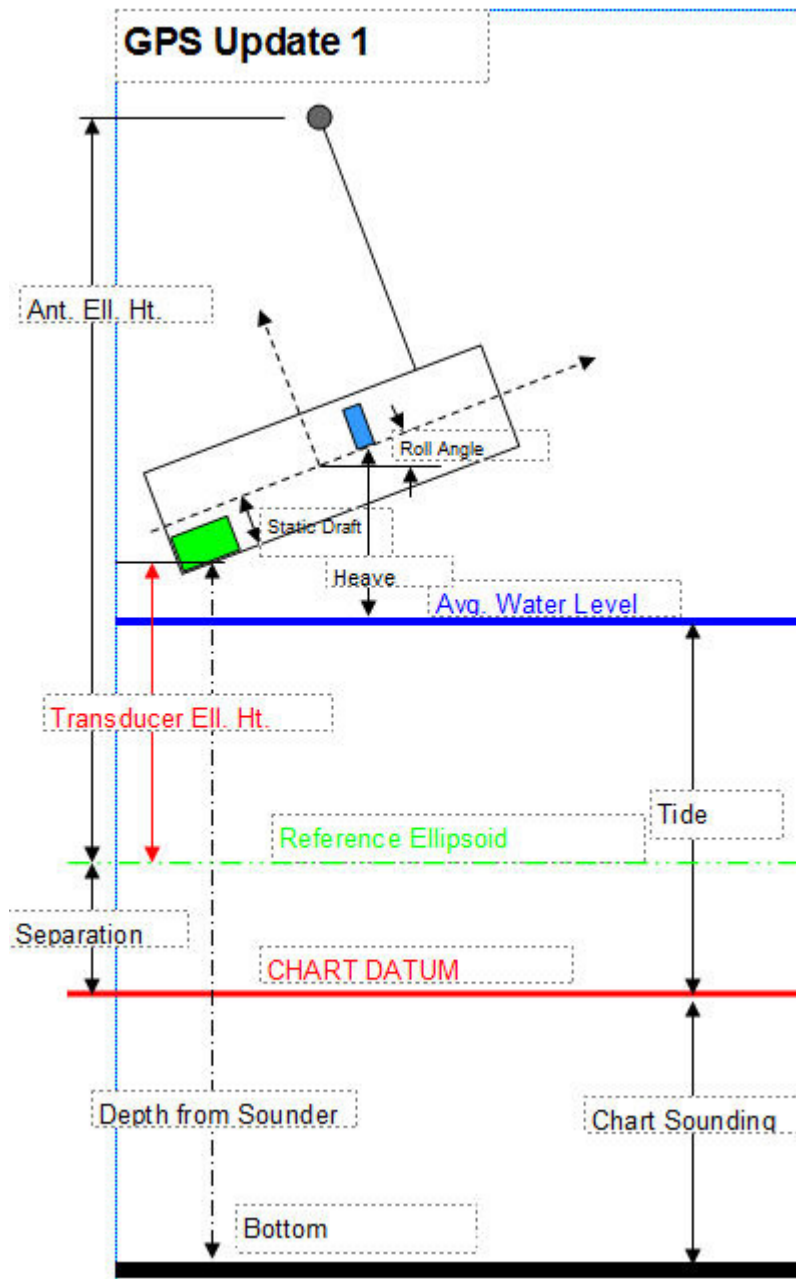 GPS Update 1
Ant. Ell. Ht.
Roll Angle
Static Draft
Heave
Avg. Water Level
Transducer Ell. Ht.
Tide
Reference Ellipsoid
Separation
CHART DATUM
Depth from Sounder
Chart Sounding
Bottom